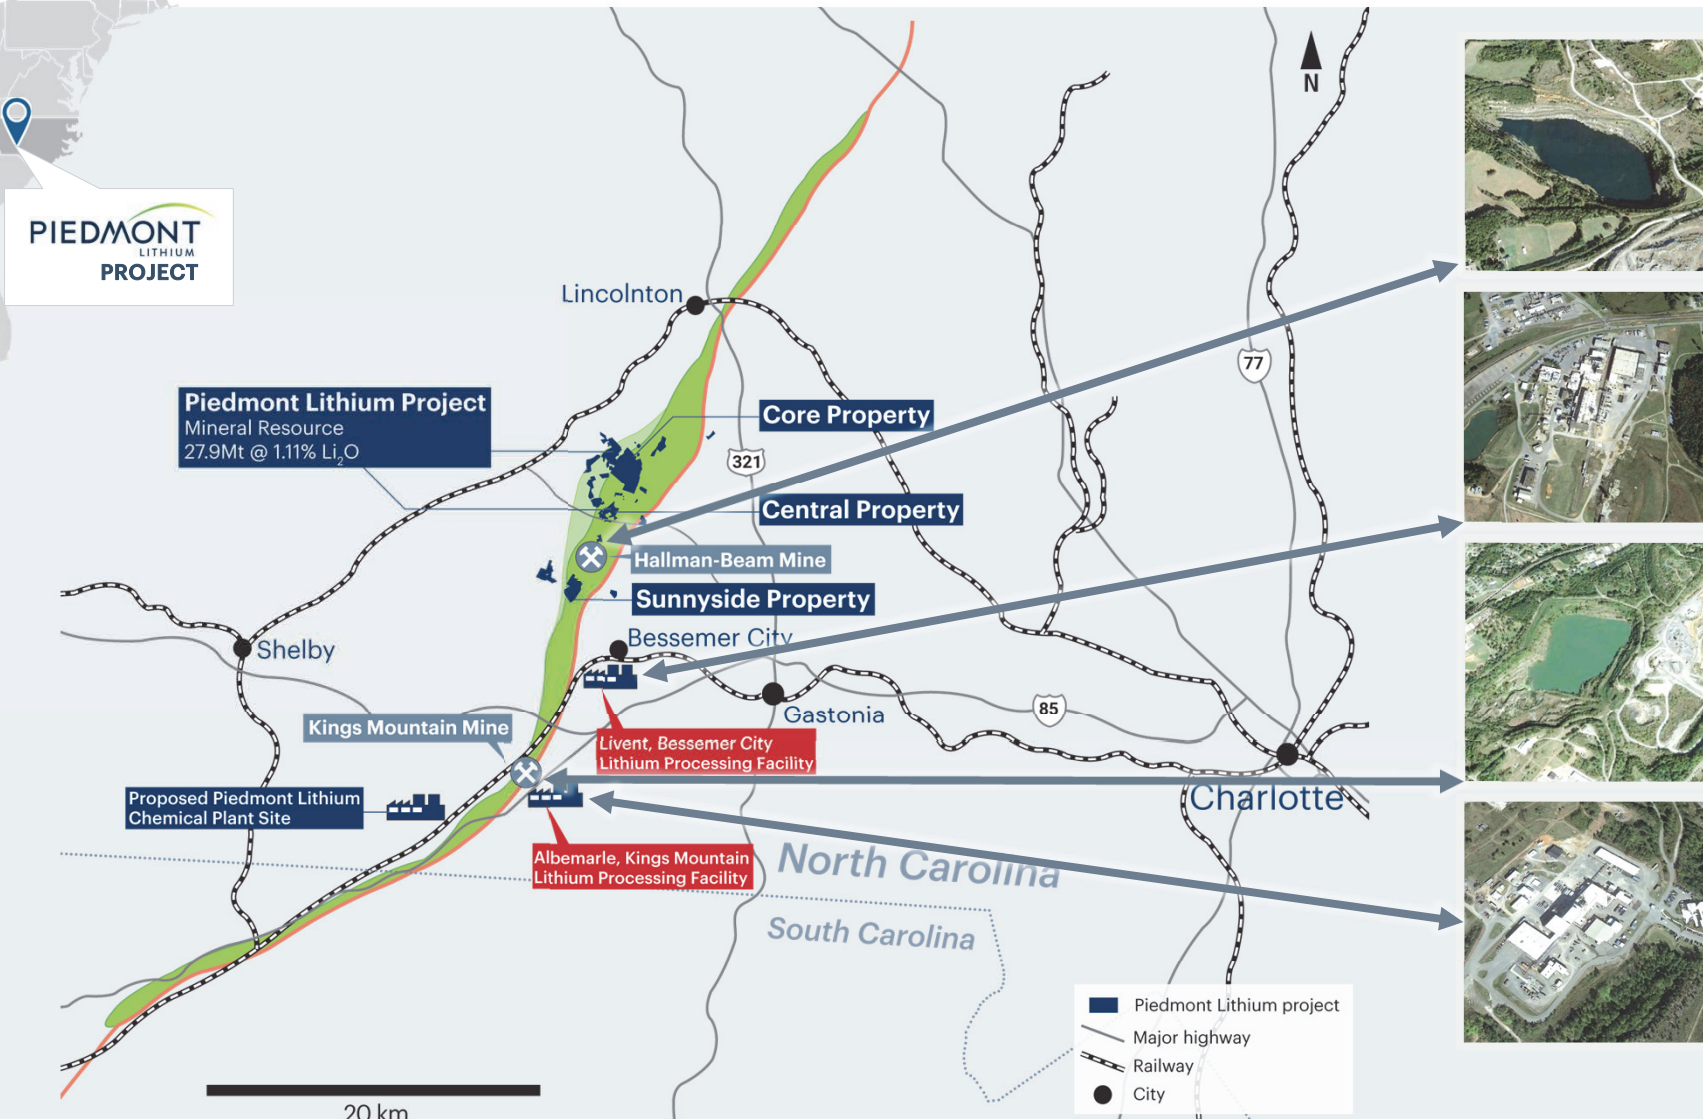 N
PIEDMONT
LITHIUM
PROJECT
Lincolnton
77
Piedmont Lithium Project
Mineral Resource
27.9Mt @ 1.11% Li2O
Core Property
321
Central Property
Hallman-Beam Mine
Sunnyside Property
Bessemer City
Shelby
Kings Mountain Mine
Gastonia
85
Livent, Bessemer City
Lithium Processing Facility
Proposed Piedmont Lithium
Chemical Plant Site
Charlotte
Albemarle, Kings Mountain
Lithium Processing Facility
North Carolina
South Carolina
Piedmont Lithium project
Major highway
Railway
City
20 km